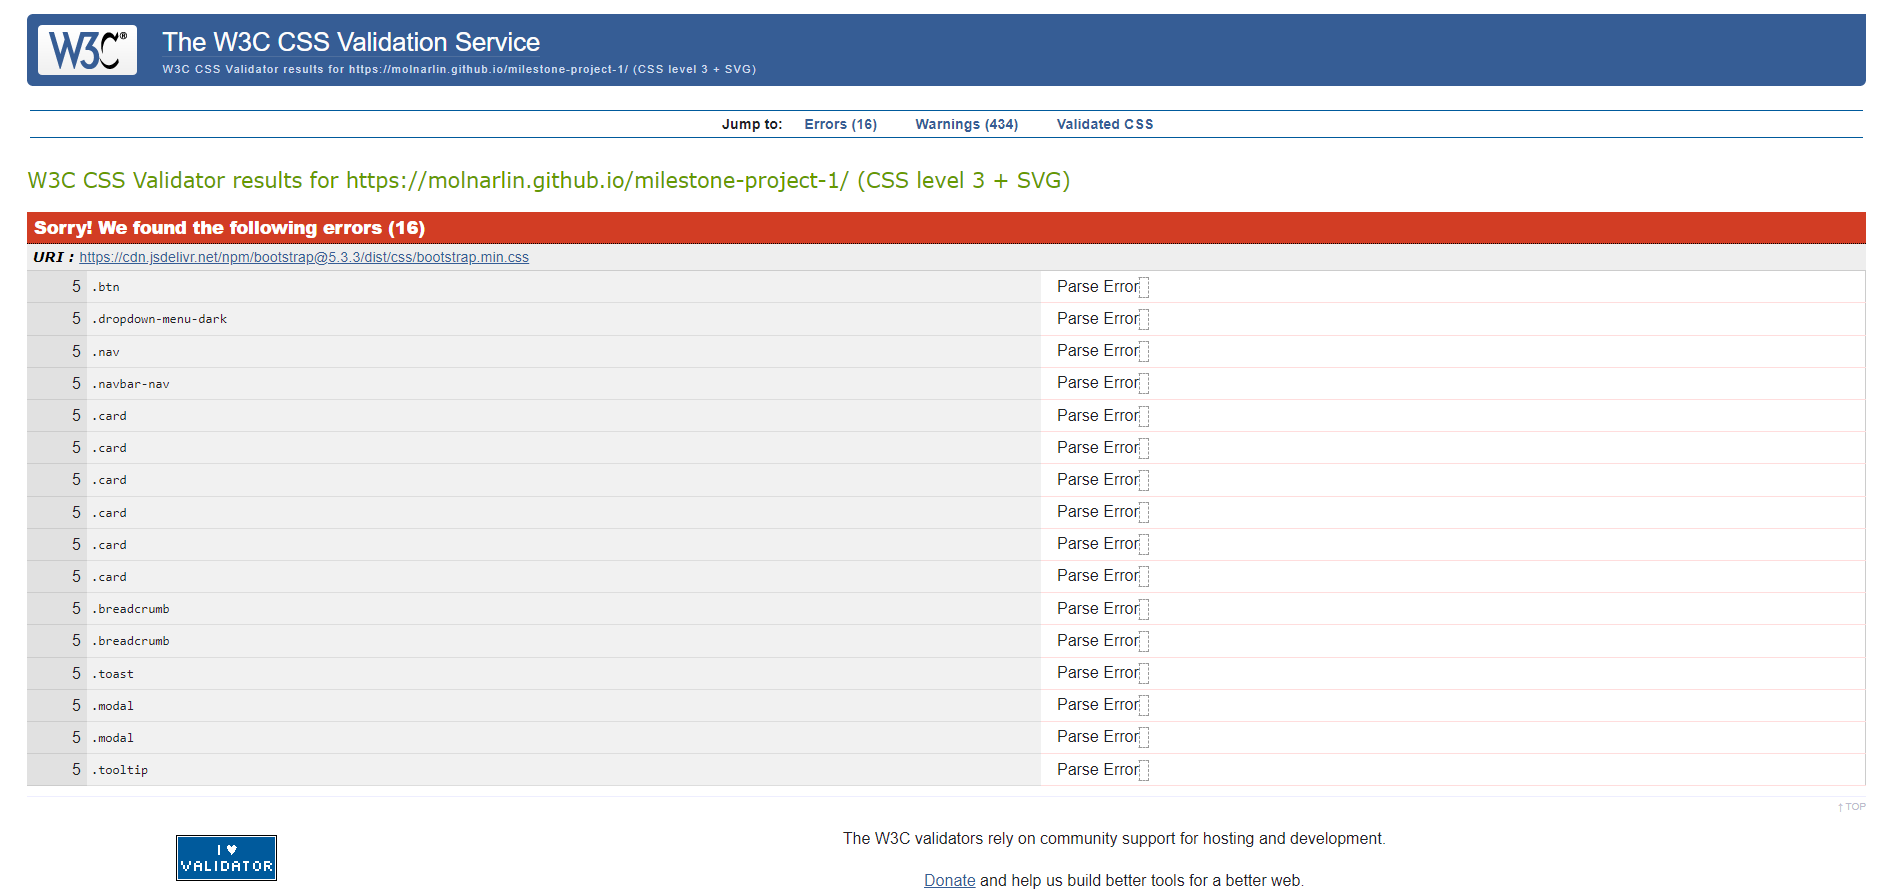 W3C®
The W3C CSS Validation Service
W3C CSS Validator results for https://molnarlin.github.io/milestone-project-1/ (CSS level 3 + SVG)
Jump to: Errors (16) Warnings (434) Validated CSS
W3C CSS Validator results for https://molnarlin.github.io/milestone-project-1/ (CSS level 3 + SVG)
Sorry! We found the following errors (16)
URI : https://cdn.jsdelivr.net/npm/bootstrap@5.3.3/dist/css/bootstrap.min.css
5 .btn Parse Error
5 .dropdown-menu-dark Parse Error
5 .nav Parse Error
5 .navbar-nav Parse Error
5 .card Parse Error
5 .card Parse Error
5 .card Parse Error
5 .card Parse Error
5 .card Parse Error
5 .card Parse Error
5 .breadcrumb Parse Error
5 .breadcrumb Parse Error
5 .toast Parse Error
5 .modal Parse Error
5 .modal Parse Error
5 .tooltip Parse Error
↑ TOP
I ♥
VALIDATOR
The W3C validators rely on community support for hosting and development.
Donate and help us build better tools for a better web.